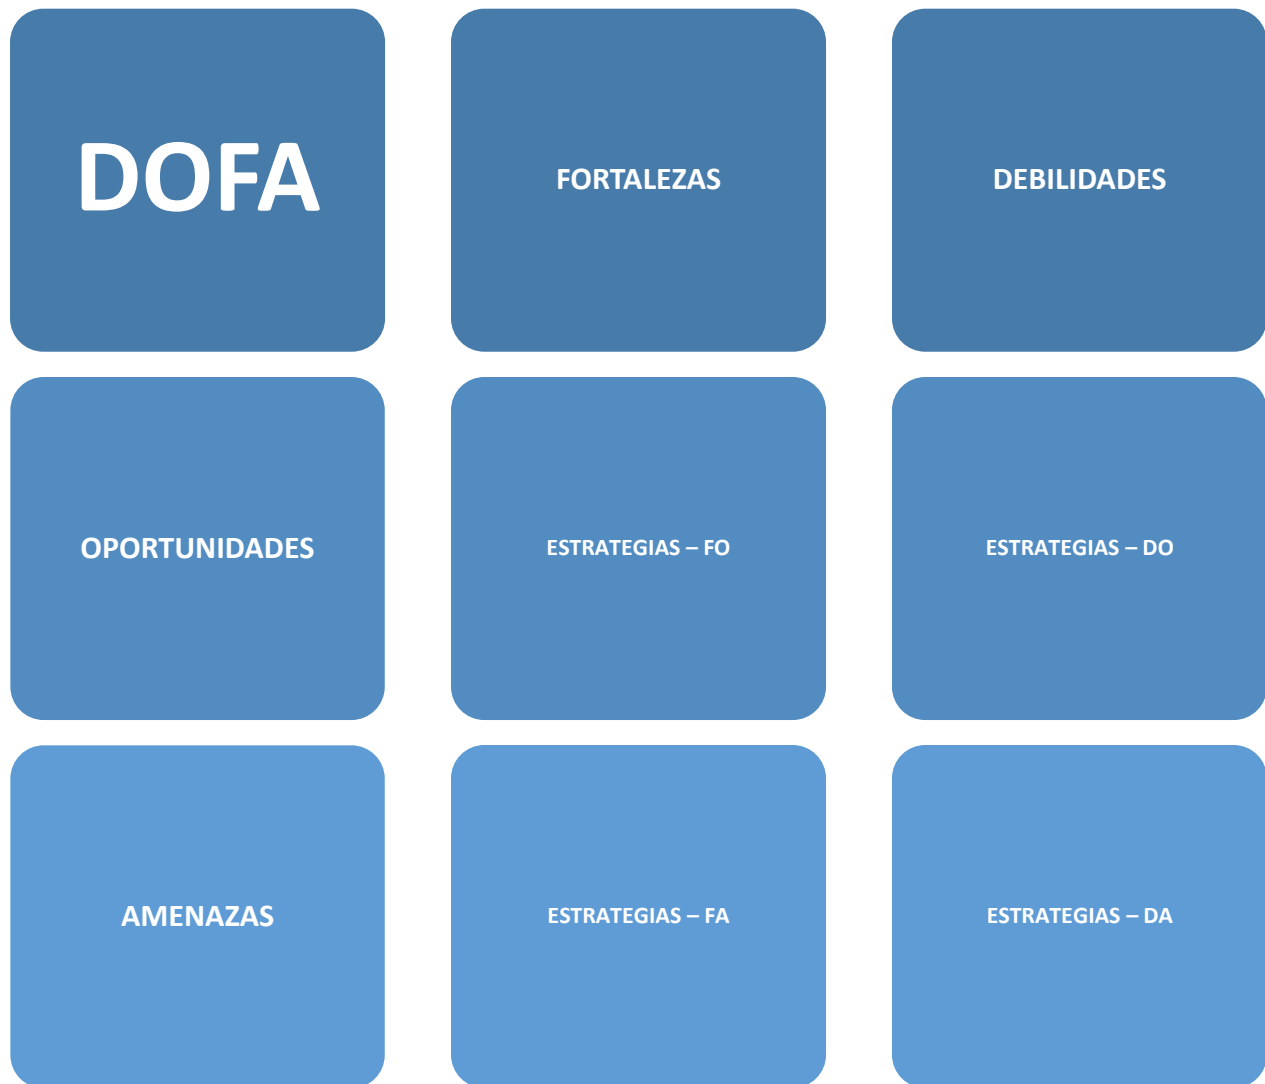 DOFA
FORTALEZAS
DEBILIDADES
OPORTUNIDADES
ESTRATEGIAS – FO
ESTRATEGIAS – DO
AMENAZAS
ESTRATEGIAS – FA
ESTRATEGIAS – DA